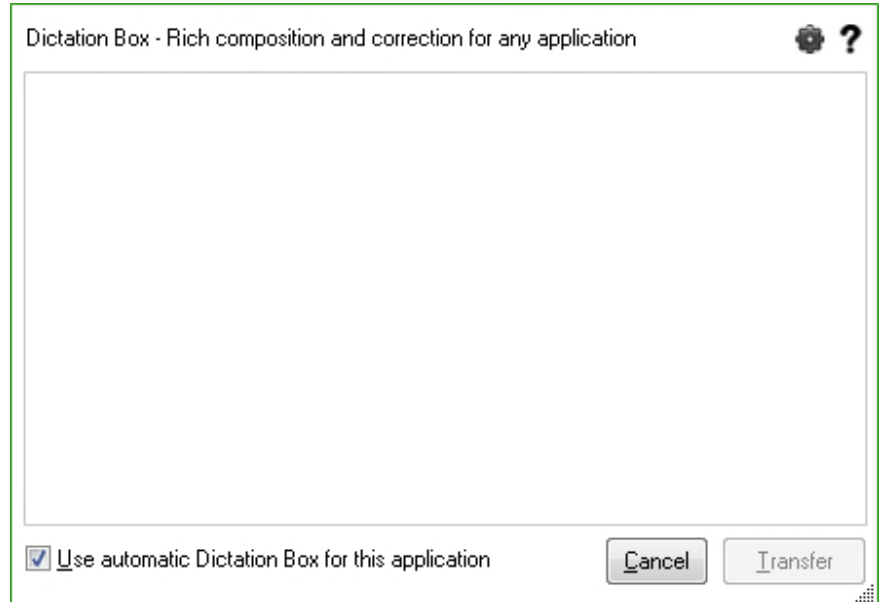 Dictation Box - Rich composition and correction for any application ?
Use automatic Dictation Box for this application Cancel Transfer